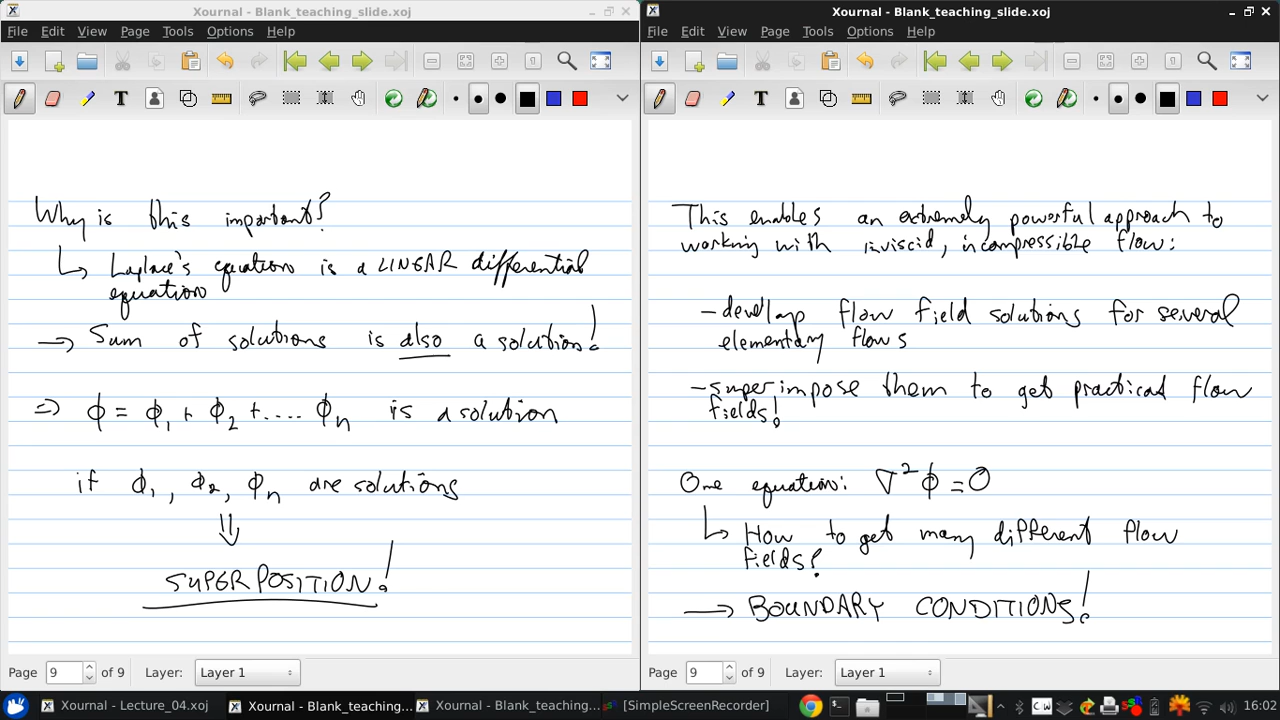 Xournal - Blank_teaching_slide.xoj
File Edit View Page Tools Options Help
Why is this important?
Laplace's equation is a LINEAR differential
equation
→ Sum of solutions is also a solution!
⇒ ϕ = ϕ₁ + ϕ₂ + .... ϕₙ is a solution
if ϕ₁, ϕ₂, ϕₙ are solutions
⇓
SUPERPOSITION!
Page 9 of 9 Layer: Layer 1
Xournal - Blank_teaching_slide.xoj
File Edit View Page Tools Options Help
This enables an extremely powerful approach to
working with inviscid, incompressible flow:
- develop flow field solutions for several
elementary flows
- superimpose them to get practical flow
fields!
One equation: ∇²ϕ = 0
How to get many different flow
fields?
→ BOUNDARY CONDITIONS!
Page 9 of 9 Layer: Layer 1
Xournal - Lecture_04.xoj Xournal - Blank_teaching... Xournal - Blank_teaching... [SimpleScreenRecorder] 16:02